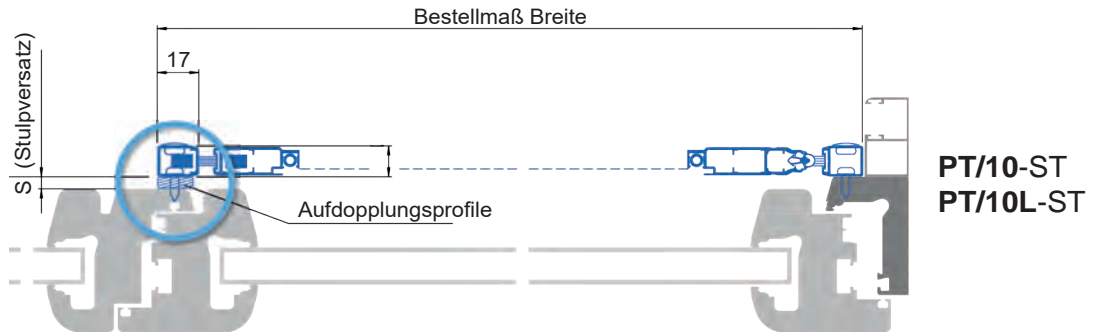 Bestellmaß Breite
17
S (Stulpversatz)
Aufdopplungsprofile
PT/10-ST
PT/10L-ST